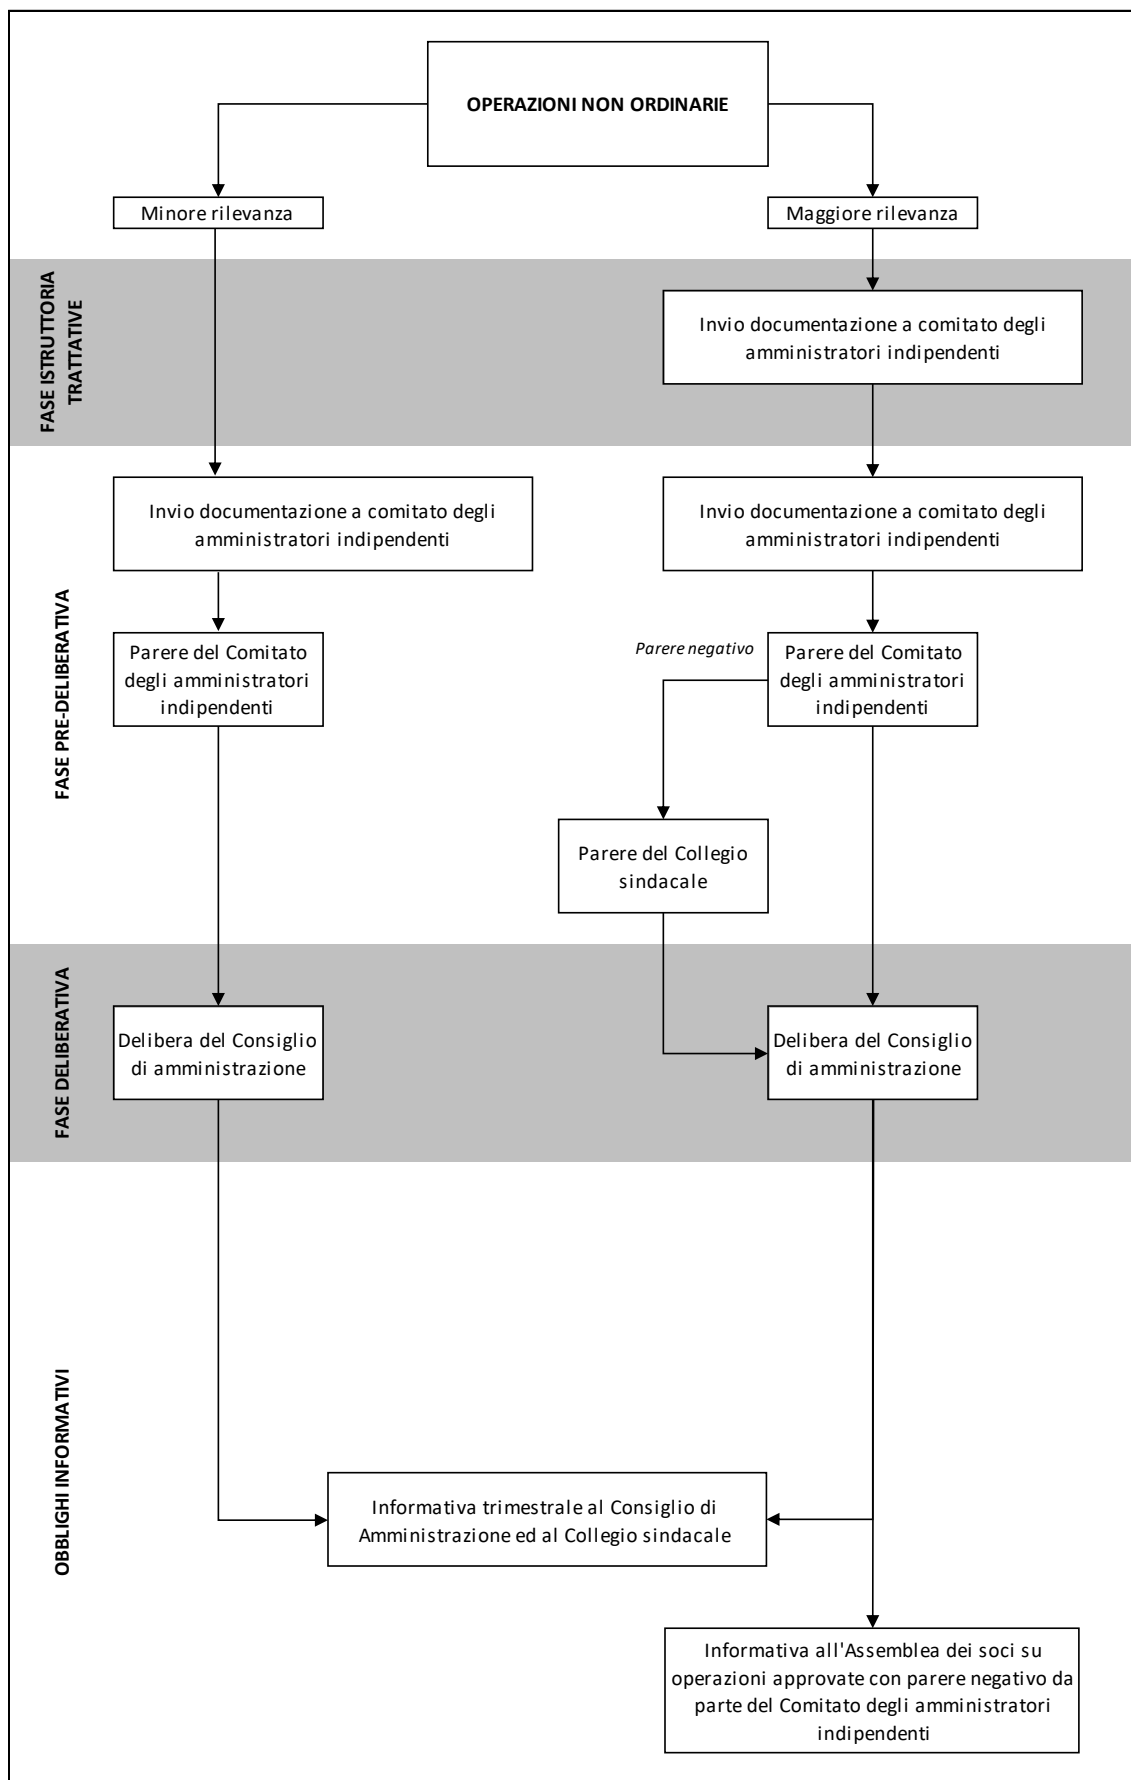 OPERAZIONI NON ORDINARIE
Minore rilevanza
Maggiore rilevanza
FASE ISTRUTTORIA
TRATTATIVE
Invio documentazione a comitato degli
amministratori indipendenti
FASE PRE-DELIBERATIVA
Invio documentazione a comitato degli
amministratori indipendenti
Invio documentazione a comitato degli
amministratori indipendenti
Parere del Comitato
degli amministratori
indipendenti
Parere negativo
Parere del Comitato
degli amministratori
indipendenti
Parere del Collegio
sindacale
FASE DELIBERATIVA
Delibera del Consiglio
di amministrazione
Delibera del Consiglio
di amministrazione
OBBLIGHI INFORMATIVI
Informativa trimestrale al Consiglio di
Amministrazione ed al Collegio sindacale
Informativa all'Assemblea dei soci su
operazioni approvate con parere negativo da
parte del Comitato degli amministratori
indipendenti